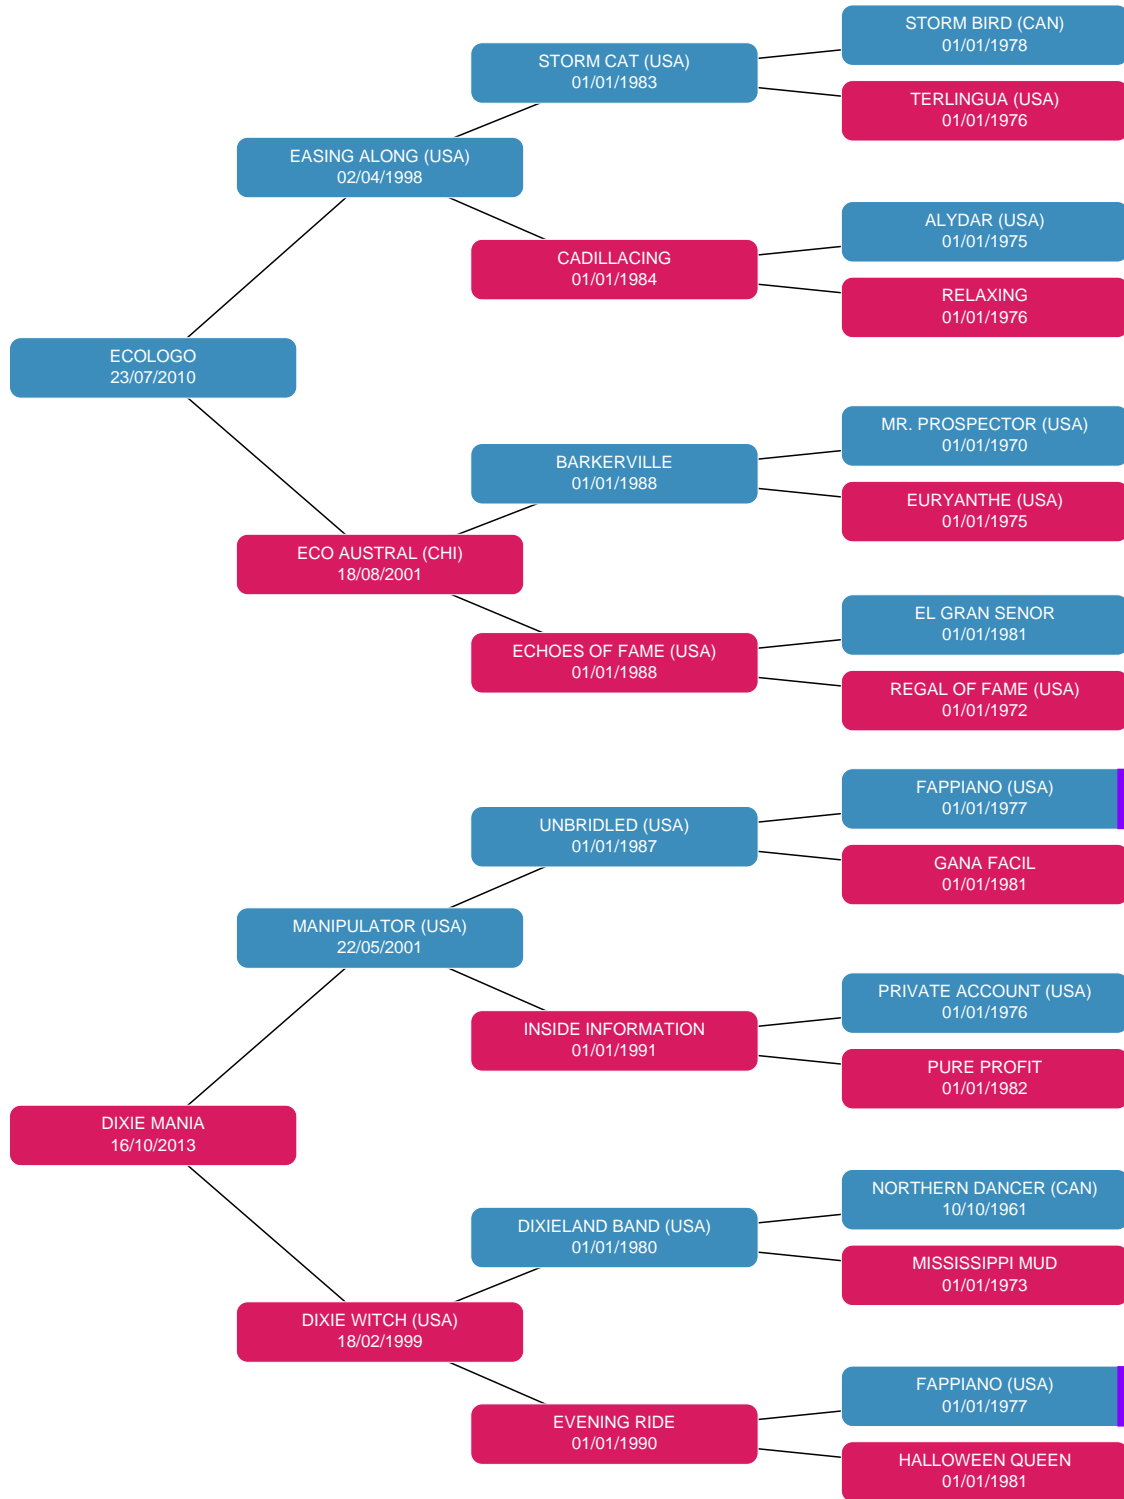 STORM BIRD (CAN)
01/01/1978
STORM CAT (USA)
01/01/1983
TERLINGUA (USA)
01/01/1976
EASING ALONG (USA)
02/04/1998
ALYDAR (USA)
01/01/1975
CADILLACING
01/01/1984
RELAXING
01/01/1976
ECOLOGO
23/07/2010
MR. PROSPECTOR (USA)
01/01/1970
BARKERVILLE
01/01/1988
EURYANTHE (USA)
01/01/1975
ECO AUSTRAL (CHI)
18/08/2001
EL GRAN SENOR
01/01/1981
ECHOES OF FAME (USA)
01/01/1988
REGAL OF FAME (USA)
01/01/1972
FAPPIANO (USA)
01/01/1977
UNBRIDLED (USA)
01/01/1987
GANA FACIL
01/01/1981
MANIPULATOR (USA)
22/05/2001
PRIVATE ACCOUNT (USA)
01/01/1976
INSIDE INFORMATION
01/01/1991
PURE PROFIT
01/01/1982
DIXIE MANIA
16/10/2013
NORTHERN DANCER (CAN)
10/10/1961
DIXIELAND BAND (USA)
01/01/1980
MISSISSIPPI MUD
01/01/1973
DIXIE WITCH (USA)
18/02/1999
FAPPIANO (USA)
01/01/1977
EVENING RIDE
01/01/1990
HALLOWEEN QUEEN
01/01/1981